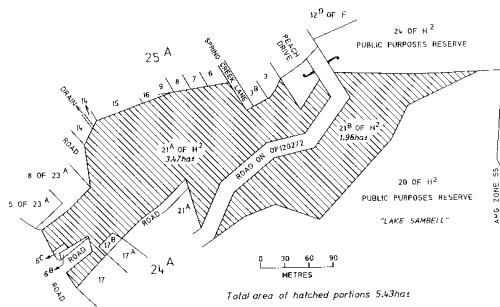 12D OF F
24 OF H2
PUBLIC PURPOSES RESERVE
25A
SPRING CREEK LANE
PEACH DRIVE
3
3B
6
7
8
9
16
15
14
14
DRAIN
ROAD
21A OF H2
3.47ha±
ROAD ON OP120272
21B OF H2
1.96ha±
8 OF 23A
5 OF 23A
20 OF H2
PUBLIC PURPOSES RESERVE
"LAKE SAMBELL"
AMG ZONE 55
ROAD
21A
6C
6B
ROAD
17B
17A
17
24A
ROAD
0 30 60 90
METRES
Total area of hatched portions 5.43ha±